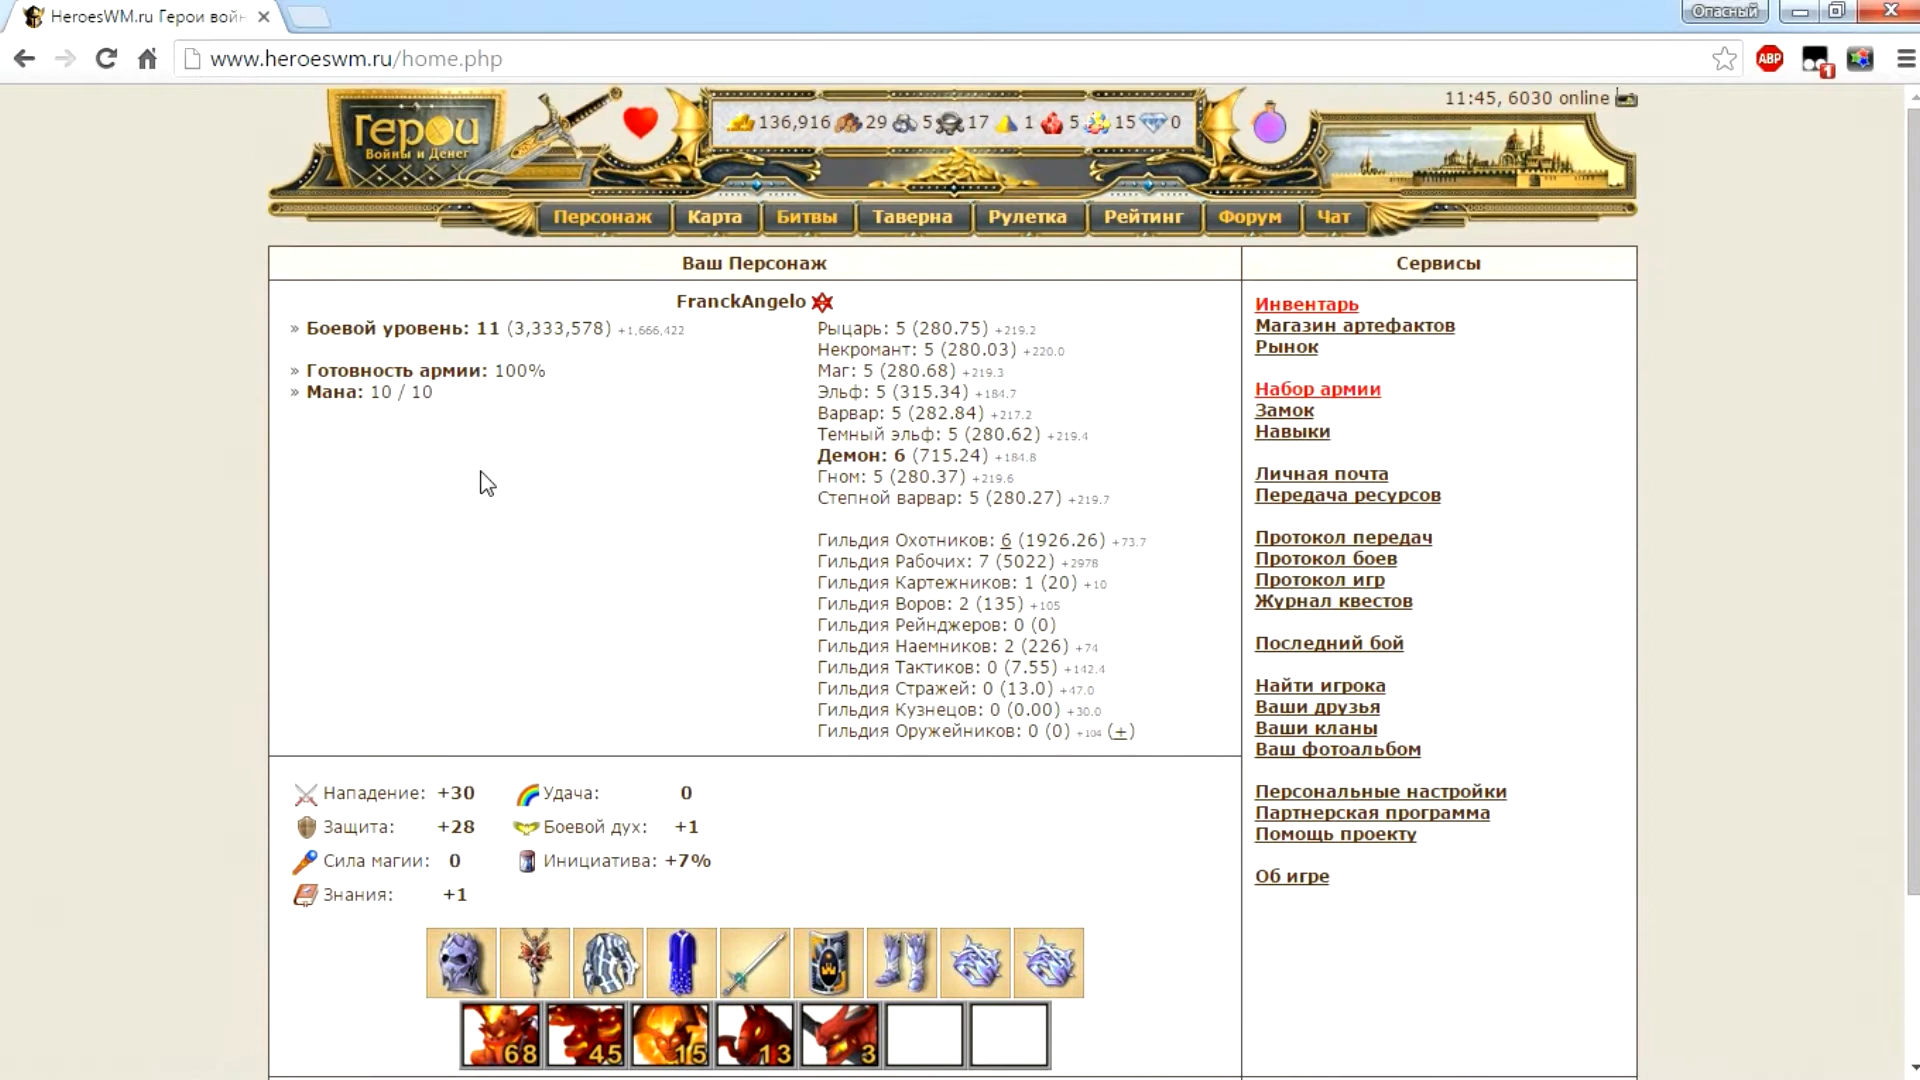 HeroesWM.ru Герои войн
Опасный
www.heroeswm.ru/home.php
ABP
1
11:45, 6030 online
Герои
Войны и Денег
136,916 29 5 17 1 5 15 0
Персонаж Карта Битвы Таверна Рулетка Рейтинг Форум Чат
Ваш Персонаж
FranckAngelo
» Боевой уровень: 11 (3,333,578) +1,666,422
» Готовность армии: 100%
» Мана: 10 / 10
Рыцарь: 5 (280.75) +219.2
Некромант: 5 (280.03) +220.0
Маг: 5 (280.68) +219.3
Эльф: 5 (315.34) +184.7
Варвар: 5 (282.84) +217.2
Темный эльф: 5 (280.62) +219.4
Демон: 6 (715.24) +184.8
Гном: 5 (280.37) +219.6
Степной варвар: 5 (280.27) +219.7
Гильдия Охотников: 6 (1926.26) +73.7
Гильдия Рабочих: 7 (5022) +2978
Гильдия Картежников: 1 (20) +10
Гильдия Воров: 2 (135) +105
Гильдия Рейнджеров: 0 (0)
Гильдия Наемников: 2 (226) +74
Гильдия Тактиков: 0 (7.55) +142.4
Гильдия Стражей: 0 (13.0) +47.0
Гильдия Кузнецов: 0 (0.00) +30.0
Гильдия Оружейников: 0 (0) +104 (+)
Нападение: +30
Защита: +28
Сила магии: 0
Знания: +1
Удача: 0
Боевой дух: +1
Инициатива: +7%
68 45 15 13 3
Сервисы
Инвентарь
Магазин артефактов
Рынок
Набор армии
Замок
Навыки
Личная почта
Передача ресурсов
Протокол передач
Протокол боев
Протокол игр
Журнал квестов
Последний бой
Найти игрока
Ваши друзья
Ваши кланы
Ваш фотоальбом
Персональные настройки
Партнерская программа
Помощь проекту
Об игре